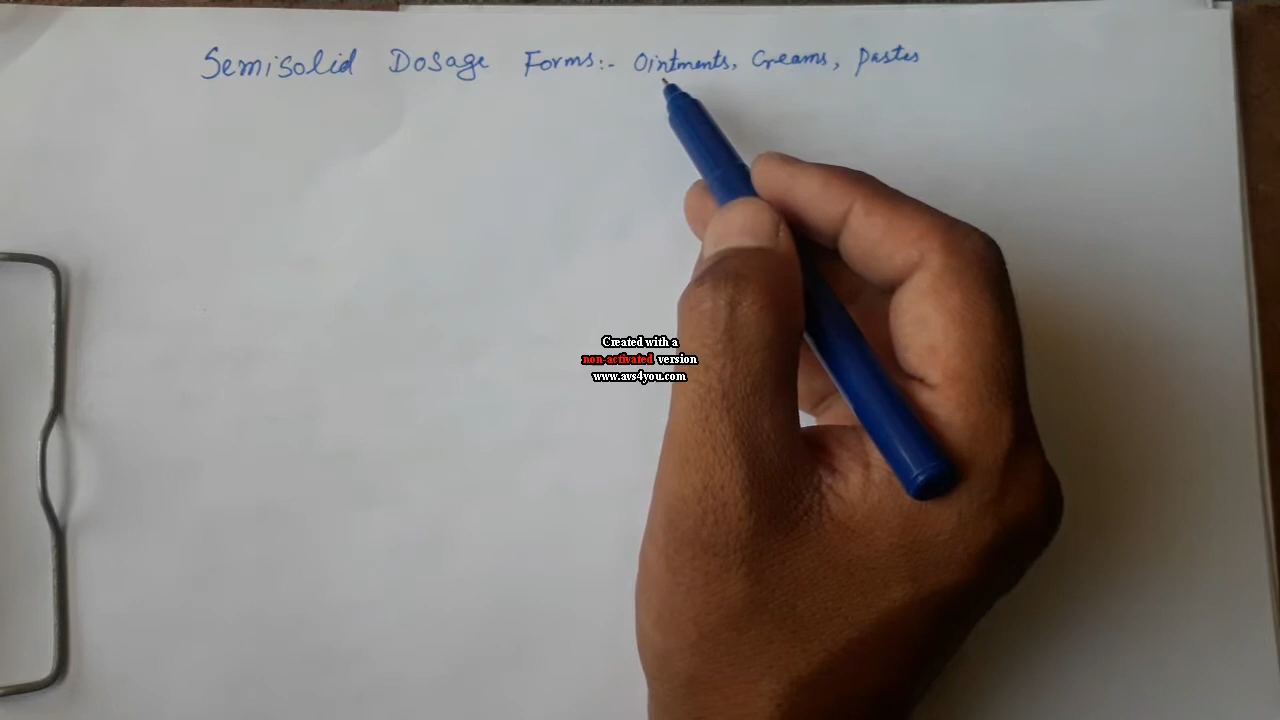 Semisolid Dosage Forms:- Ointments, Creams, Pastes
Created with a
non-activated version
www.avs4you.com